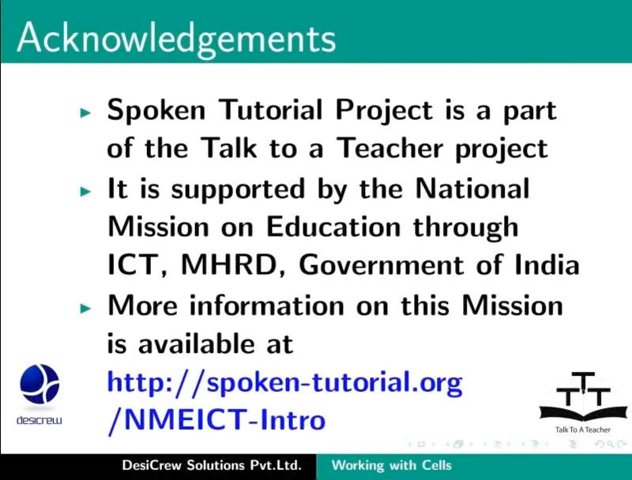 Acknowledgements
Spoken Tutorial Project is a part
of the Talk to a Teacher project
It is supported by the National
Mission on Education through
ICT, MHRD, Government of India
More information on this Mission
is available at
http://spoken-tutorial.org
/NMEICT-Intro
desicrew
TTT
Talk To A Teacher
DesiCrew Solutions Pvt.Ltd.
Working with Cells